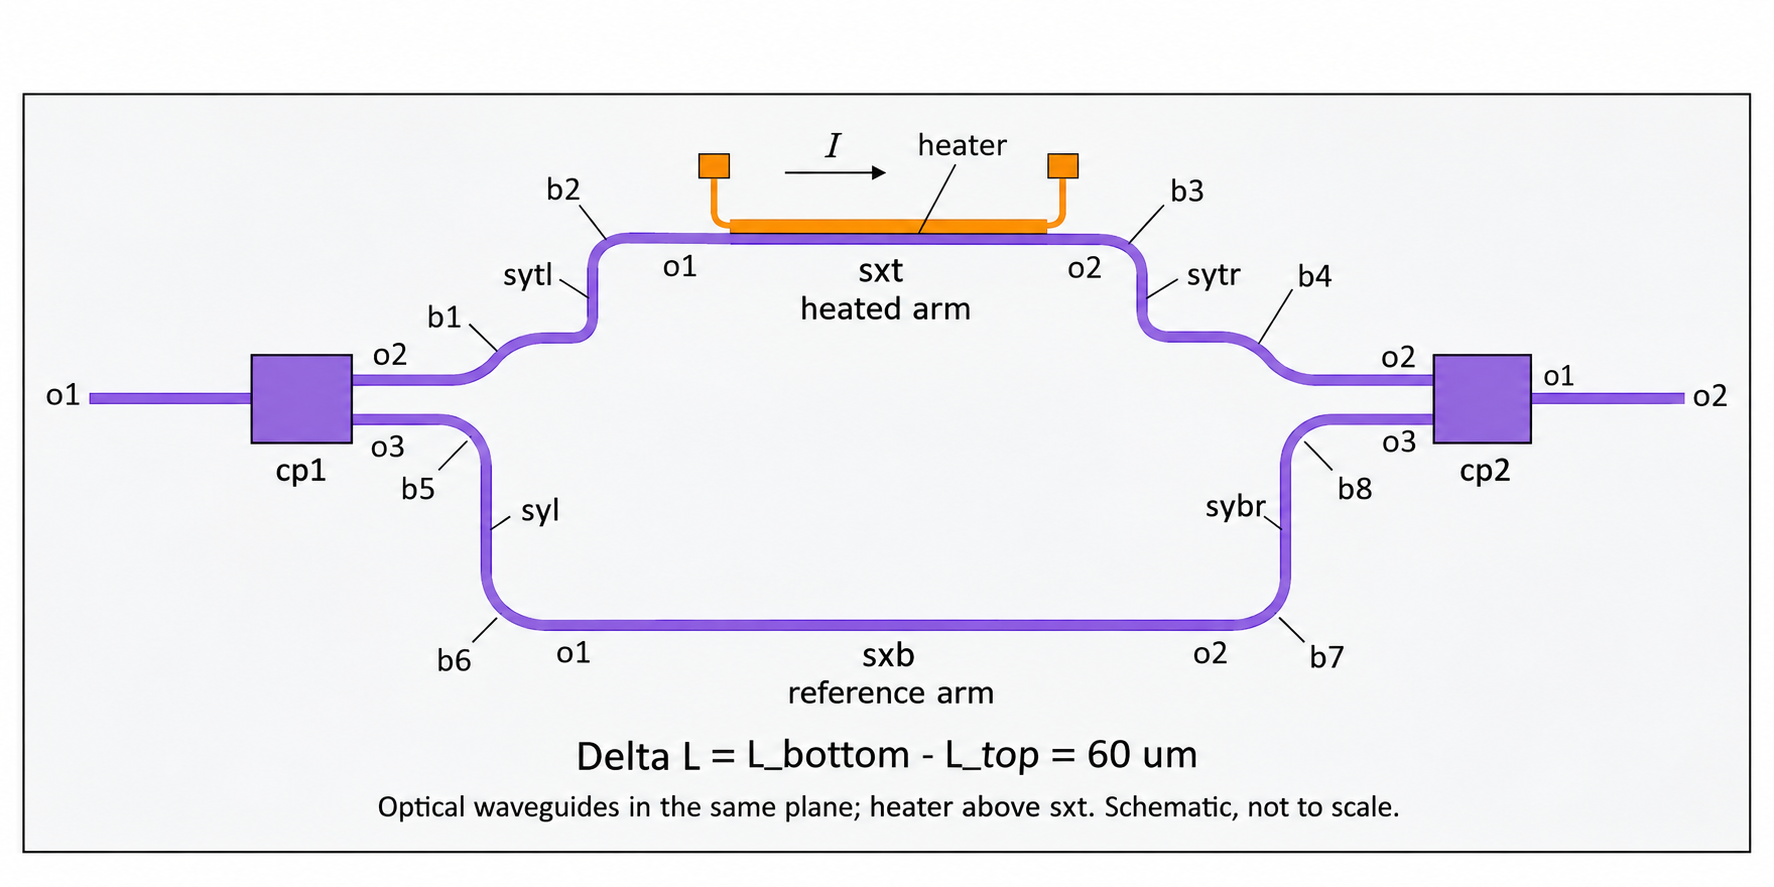 I
heater
b2
b3
sytl
o1
sxt
o2
sytr
b4
heated arm
b1
o2
o2
o1
o1
o2
o3
o3
cp1
cp2
b5
b8
syl
sybr
b6
o1
sxb
o2
b7
reference arm
Delta L = L_bottom - L_top = 60 um
Optical waveguides in the same plane; heater above sxt. Schematic, not to scale.